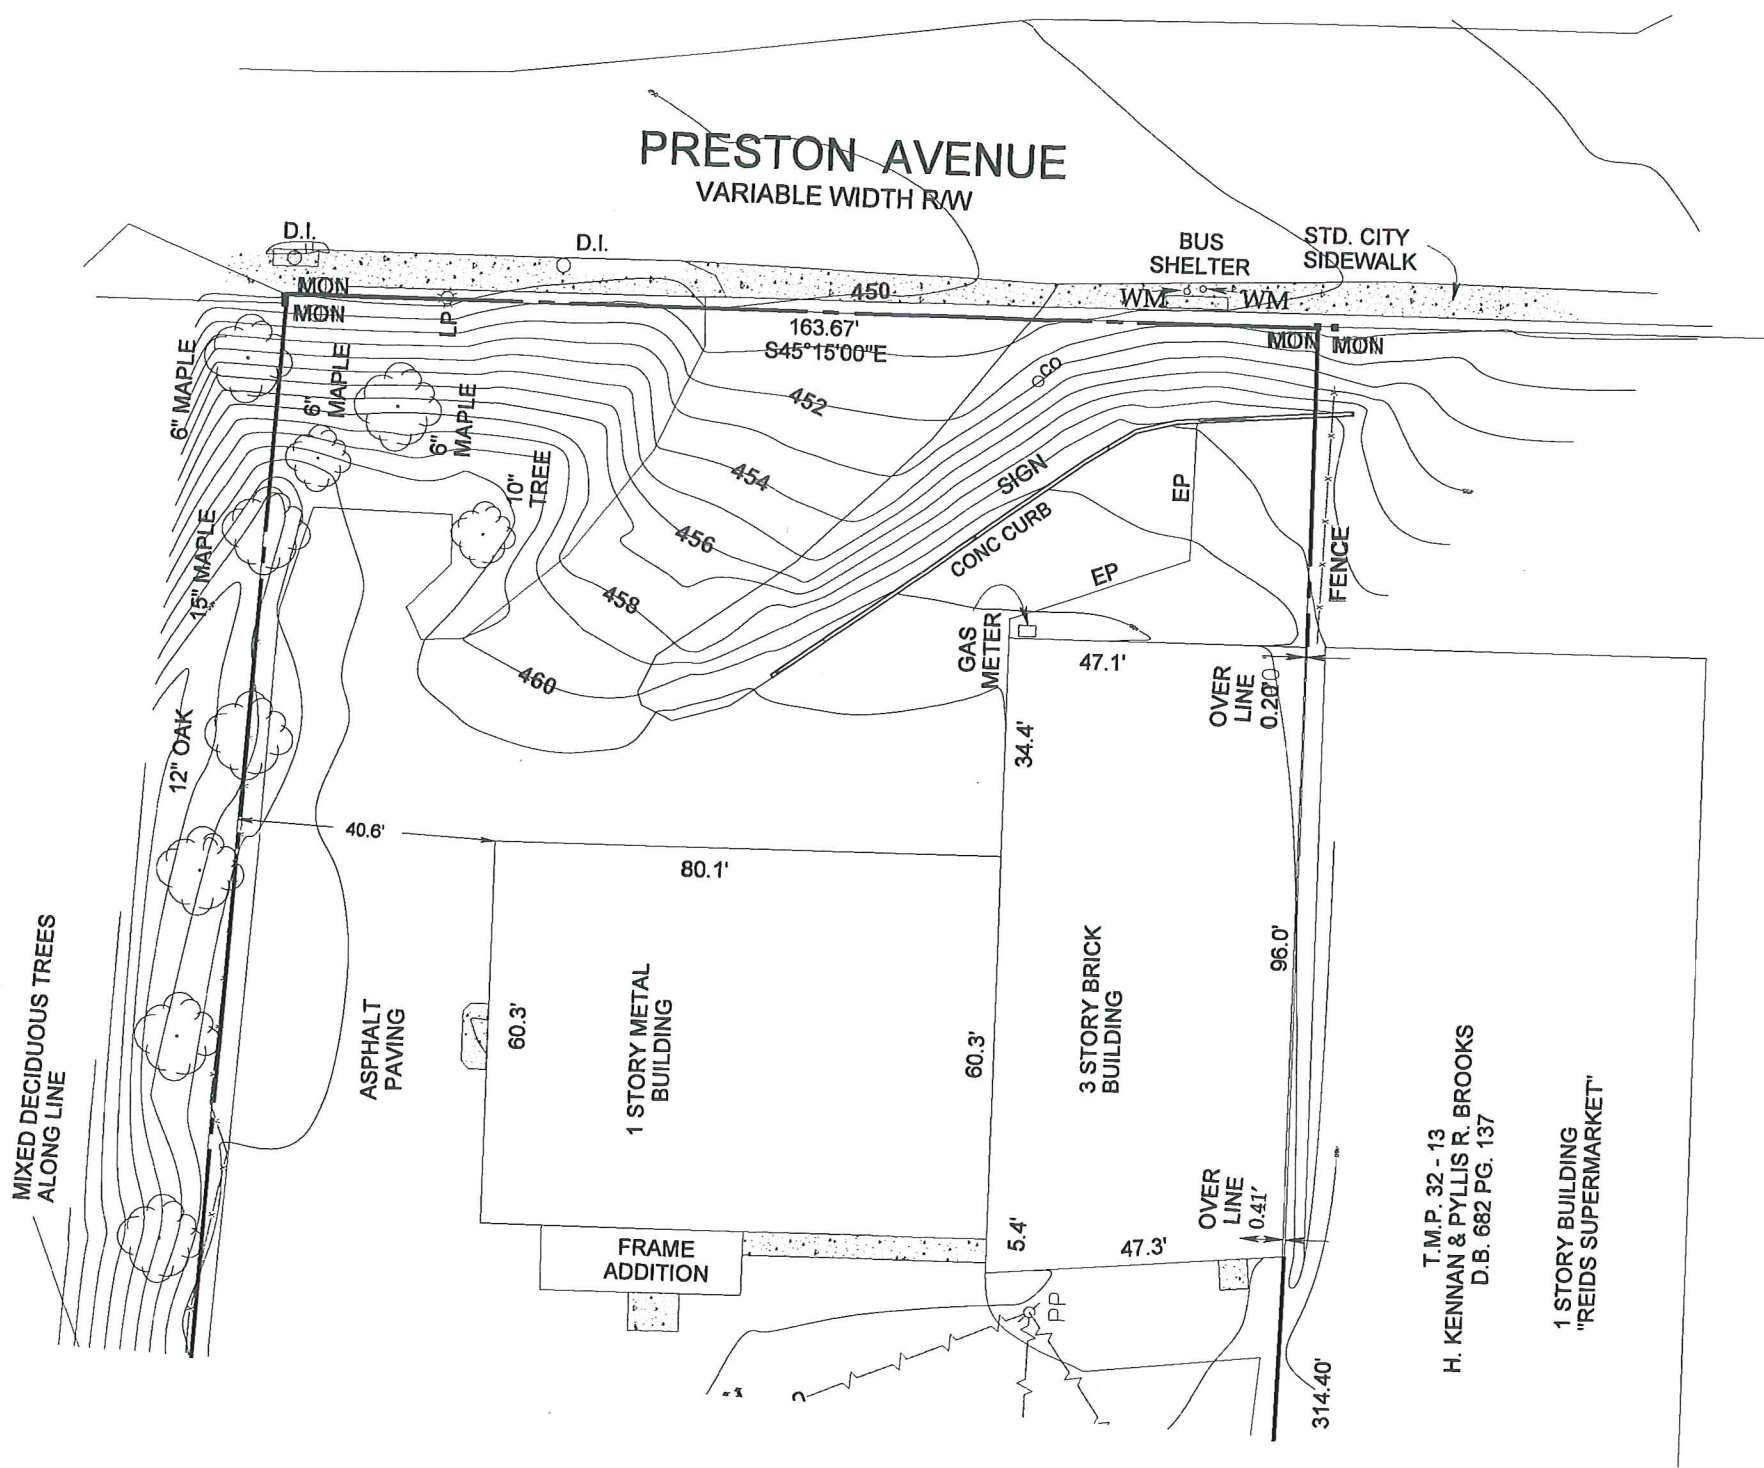 PRESTON AVENUE
VARIABLE WIDTH R/W
D.I.
D.I.
BUS
SHELTER
STD. CITY
SIDEWALK
MON
MON
LP
450
WM
WM
163.67'
S45°15'00"E
MON
MON
6" MAPLE
6"
MAPLE
6"
MAPLE
CO
452
10"
TREE
454
SIGN
EP
15" MAPLE
456
CONC CURB
FENCE
EP
458
GAS
METER
460
47.1'
OVER
LINE
0.20'
12" OAK
34.4'
40.6'
80.1'
MIXED DECIDUOUS TREES
ALONG LINE
ASPHALT
PAVING
60.3'
1 STORY METAL
BUILDING
60.3'
3 STORY BRICK
BUILDING
96.0'
T.M.P. 32 - 13
H. KENNAN & PYLLIS R. BROOKS
D.B. 682 PG. 137
1 STORY BUILDING
"REIDS SUPERMARKET"
FRAME
ADDITION
5.4'
47.3'
OVER
LINE
0.41'
PP
314.40'